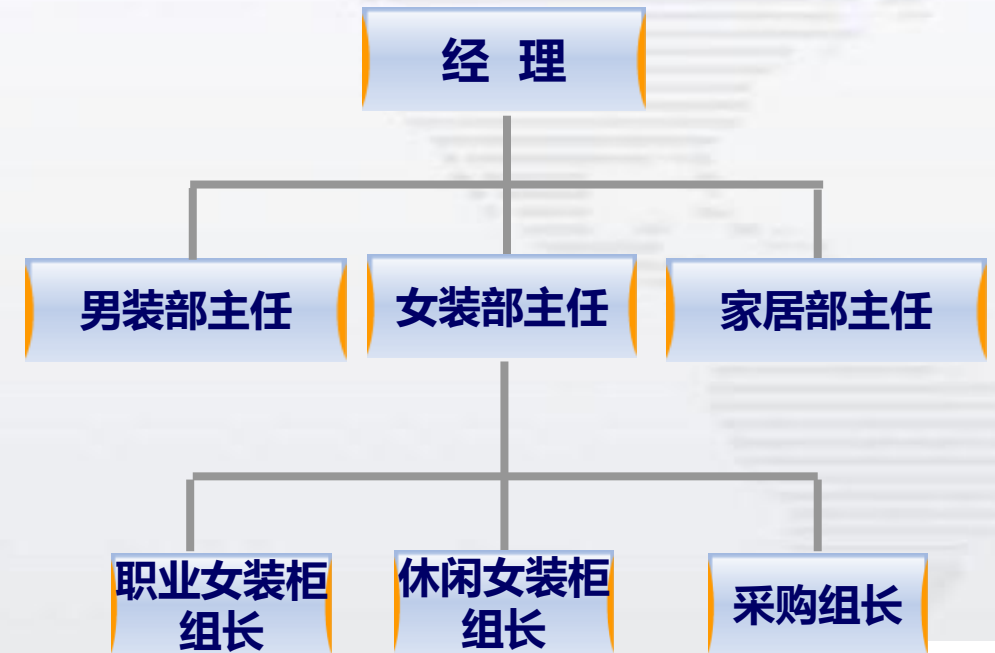 经 理
男装部主任
女装部主任
家居部主任
职业女装柜
组长
休闲女装柜
组长
采购组长